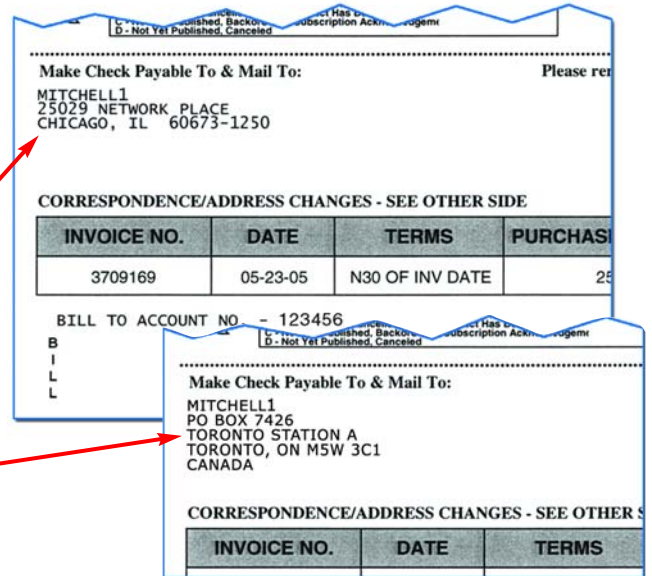 D - Not Yet Published, Canceled
Make Check Payable To & Mail To: Please
MITCHELL1
25029 NETWORK PLACE
CHICAGO, IL 60673-1250
CORRESPONDENCE/ADDRESS CHANGES - SEE OTHER SIDE
INVOICE NO. DATE TERMS
3709169 05-23-05 N30 OF INV DATE
BILL TO ACCOUNT NO. - 123456
B
I
L
L
D - Not Yet Published, Canceled
Make Check Payable To & Mail To:
MITCHELL1
PO BOX 7426
TORONTO STATION A
TORONTO, ON M5W 3C1
CANADA
CORRESPONDENCE/ADDRESS CHANGES - SEE OTHER
INVOICE NO. DATE TERMS